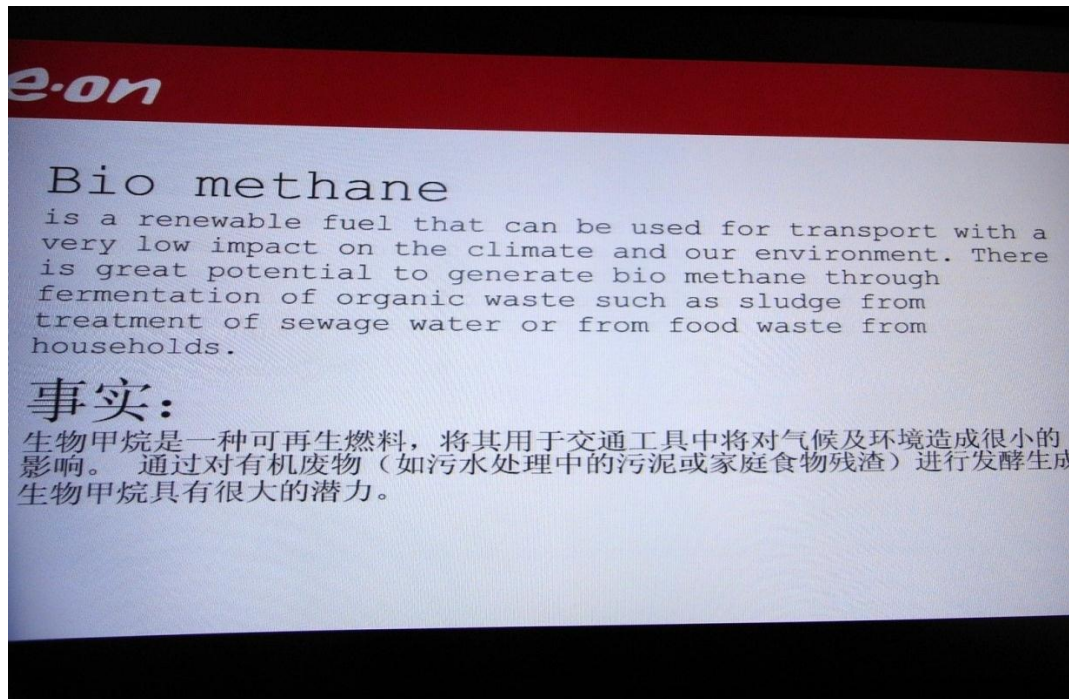 e·on
Bio methane
is a renewable fuel that can be used for transport with a
very low impact on the climate and our environment. There
is great potential to generate bio methane through
fermentation of organic waste such as sludge from
treatment of sewage water or from food waste from
households.
事实：
生物甲烷是一种可再生燃料，将其用于交通工具中将对气候及环境造成很小的
影响。 通过对有机废物（如污水处理中的污泥或家庭食物残渣）进行发酵生成
生物甲烷具有很大的潜力。